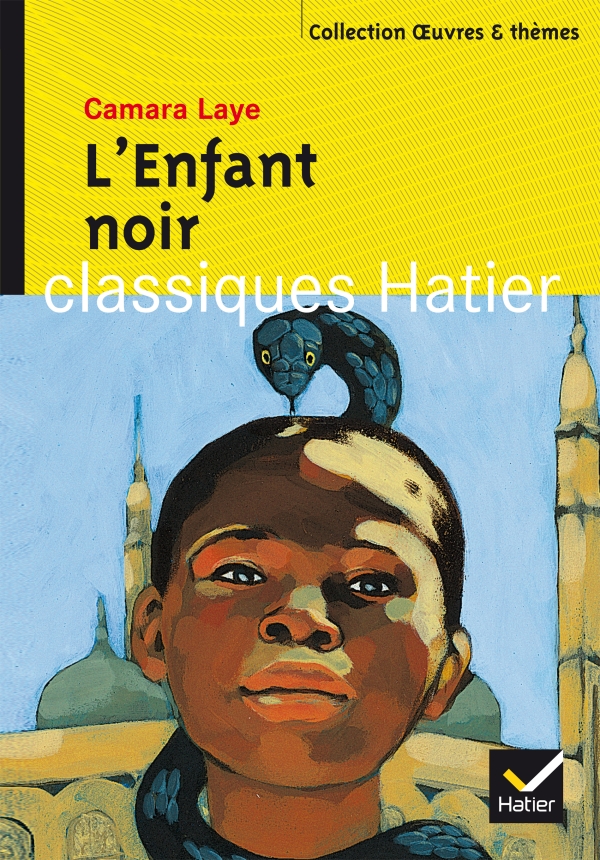 Collection Œuvres & thèmes
Camara Laye
L'Enfant
noir
classiques Hatier
Hatier